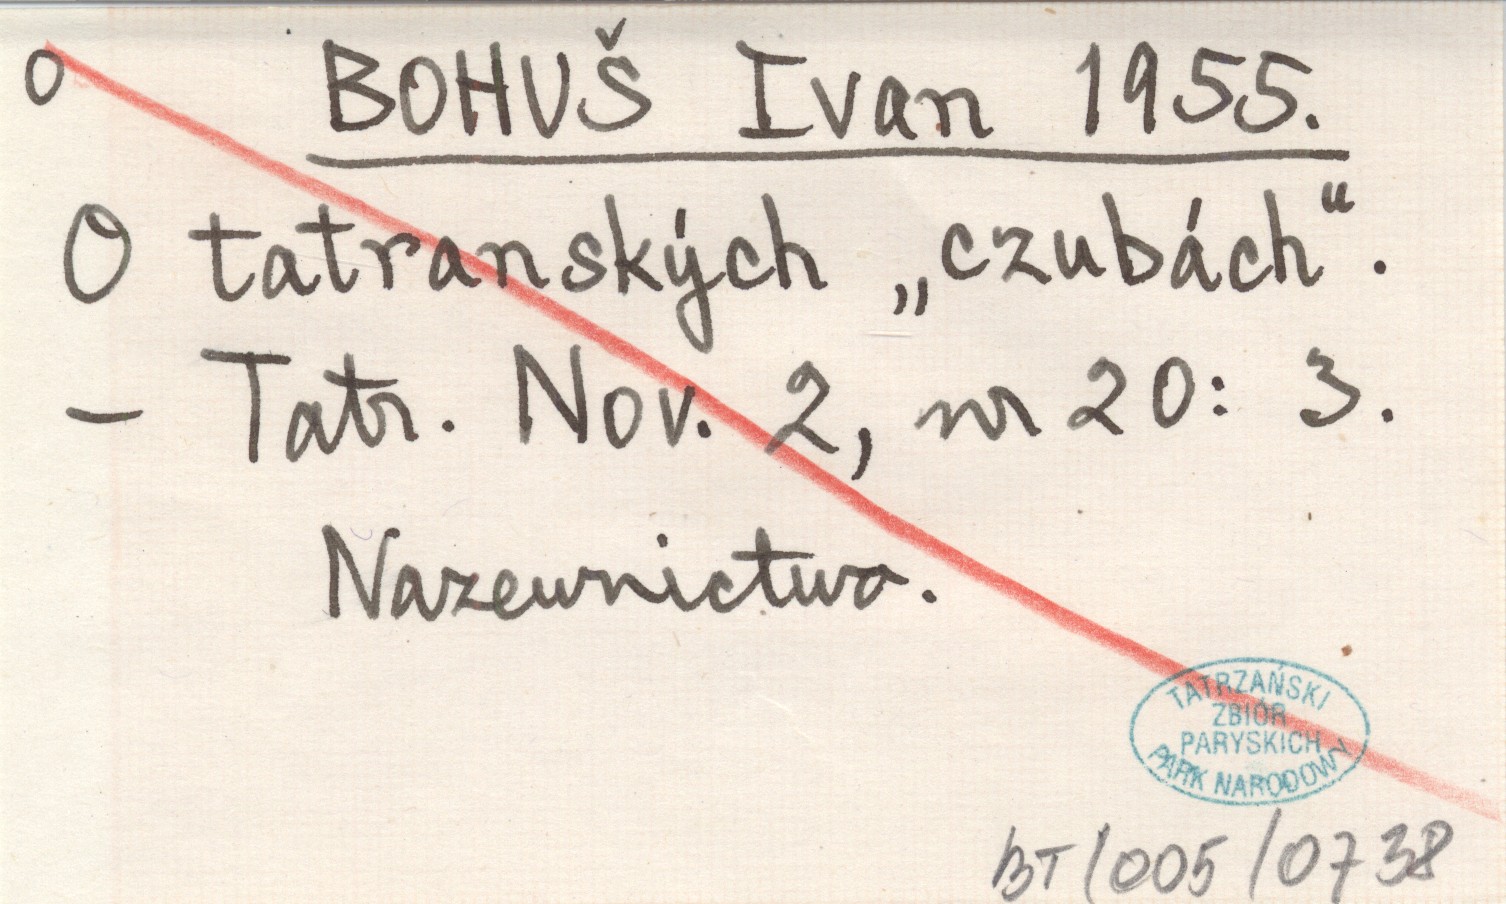 o BOHUŠ Ivan 1955.
O tatranských „czubách“.
– Tatr. Nov. 2, nr 20: 3.
Nazewnictwo.
TATRZAŃSKI
ZBIÓR
PARYSKICH
PARK NARODOWY
BT/005/0738